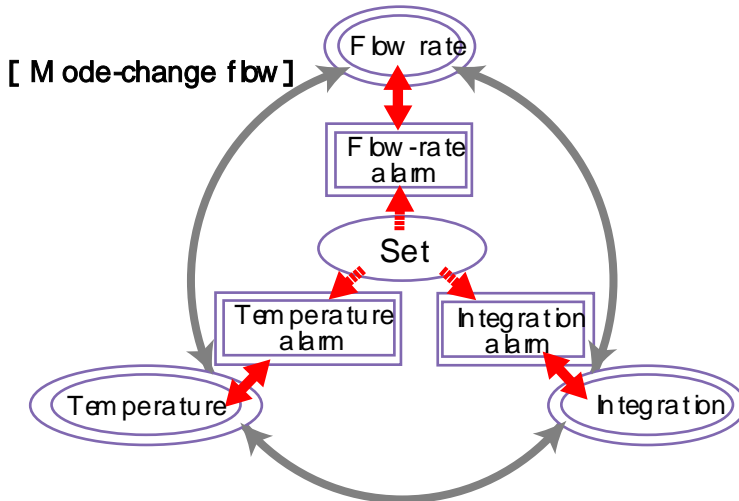 Flow rate
[ Mode-change flow]
Flow-rate
alarm
Set
Temperature
alarm
Integration
alarm
Temperature
Integration